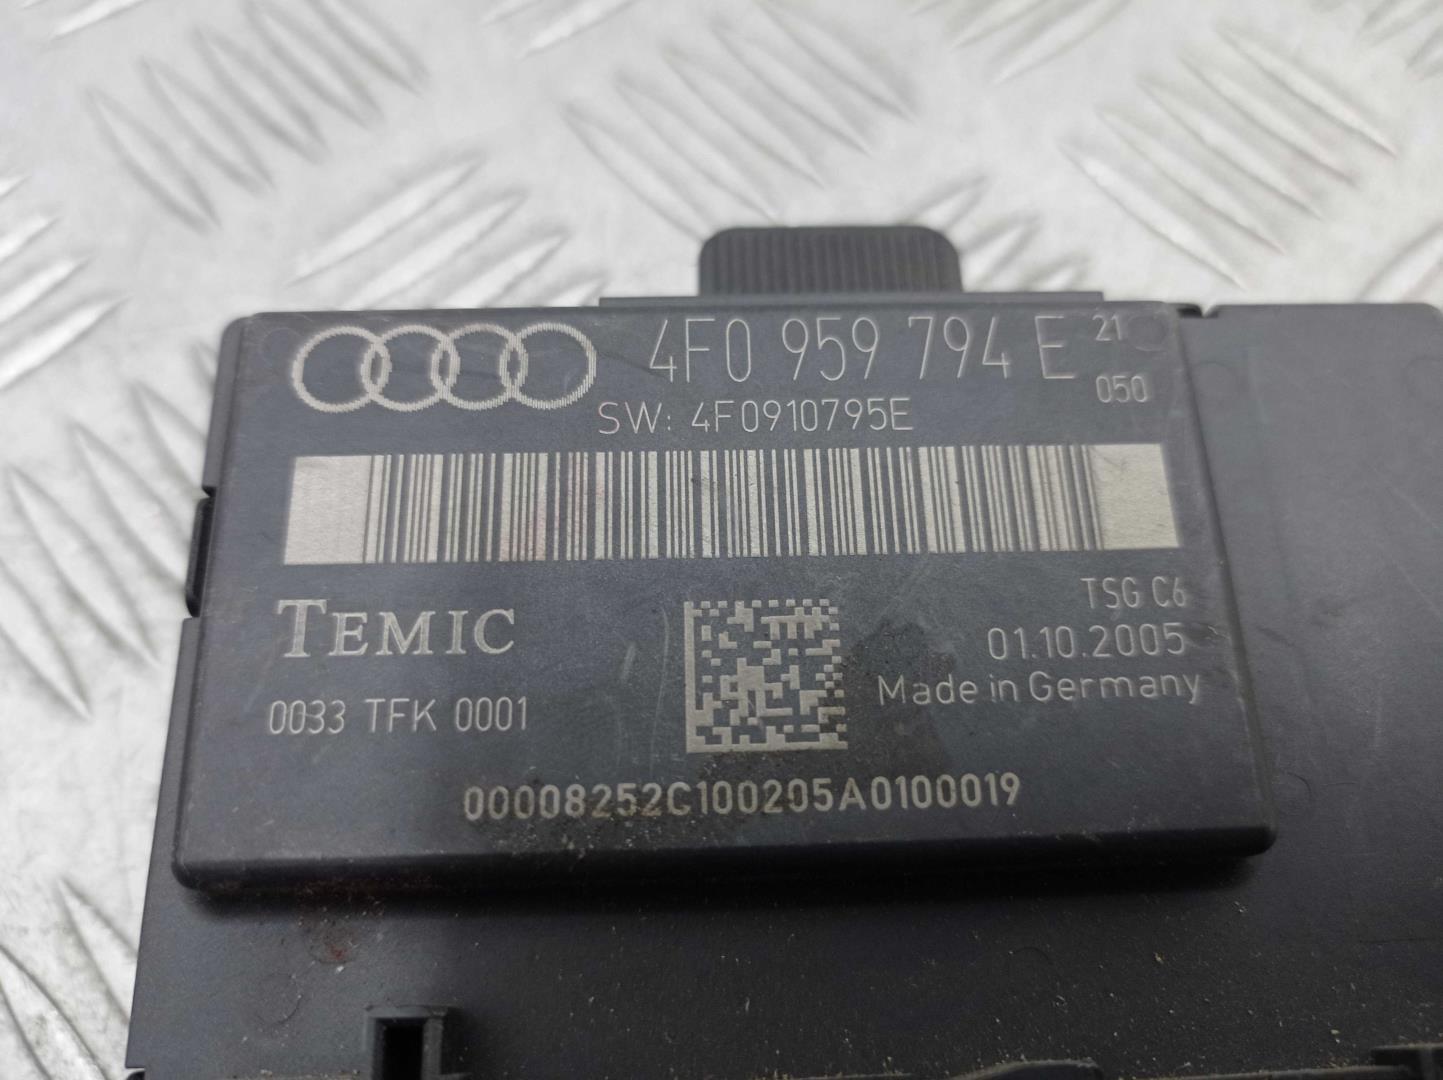 4F0 959 794 E 21
050
SW: 4F0910795E
TEMIC
TSG C6
01.10.2005
Made in Germany
0033 TFK 0001
00008252C100205A0100019